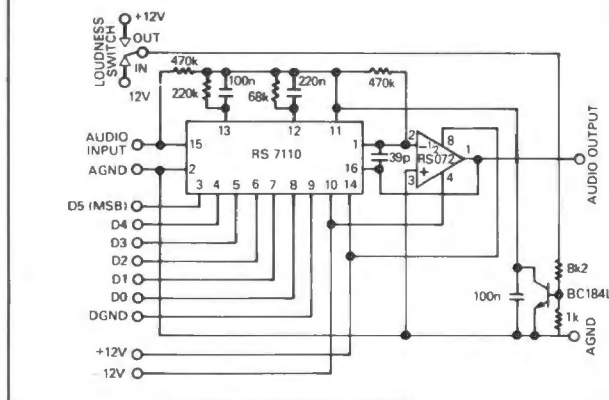 LOUDNESS
SWITCH
+12V
OUT
IN
12V
470k
100n
220k
220n
68k
470k
13
12
11
AUDIO
INPUT
15
RS 7110
1
16
39p
2
8
½
RS072
1
3
4
AUDIO OUTPUT
AGND
2
3
4
5
6
7
8
9
10
14
D5 (MSB)
D4
D3
D2
D1
D0
DGND
+12V
12V
100n
8k2
BC184L
1k
AGND